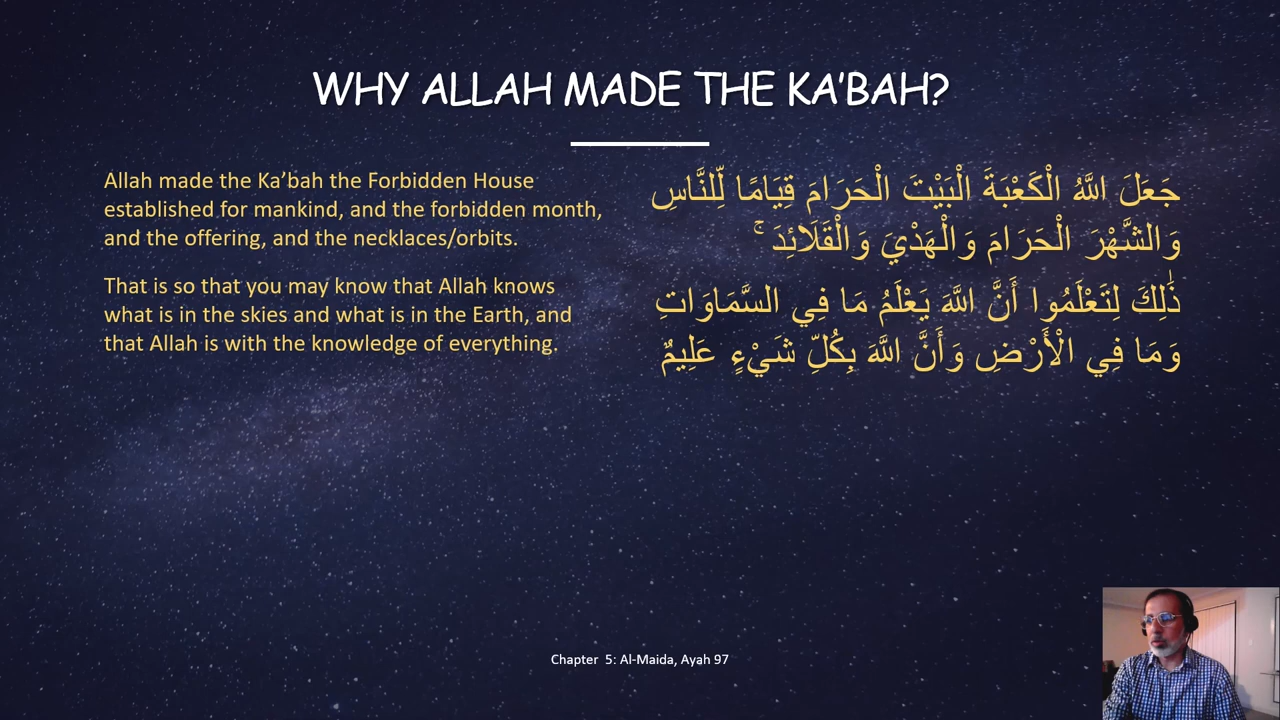 WHY ALLAH MADE THE KA'BAH?
Allah made the Ka’bah the Forbidden House
established for mankind, and the forbidden month,
and the offering, and the necklaces/orbits.
That is so that you may know that Allah knows
what is in the skies and what is in the Earth, and
that Allah is with the knowledge of everything.
جَعَلَ اللَّهُ الْكَعْبَةَ الْبَيْتَ الْحَرَامَ قِيَامًا لِّلنَّاسِ
وَالشَّهْرَ الْحَرَامَ وَالْهَدْيَ وَالْقَلَائِدَ ۚ
ذَٰلِكَ لِتَعْلَمُوا أَنَّ اللَّهَ يَعْلَمُ مَا فِي السَّمَاوَاتِ
وَمَا فِي الْأَرْضِ وَأَنَّ اللَّهَ بِكُلِّ شَيْءٍ عَلِيمٌ
Chapter 5: Al-Maida, Ayah 97